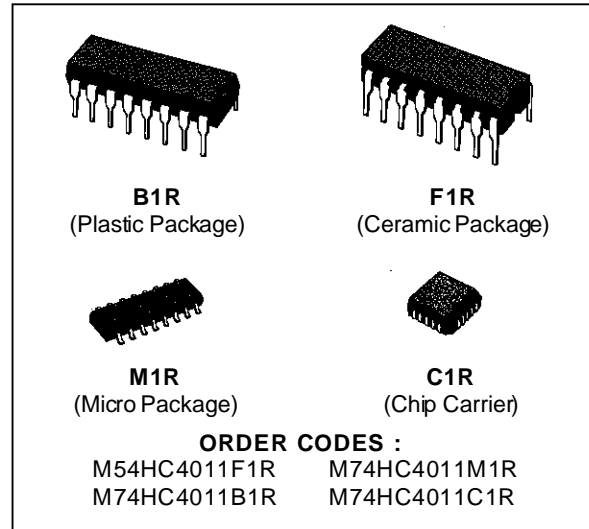 B1R
(Plastic Package)
F1R
(Ceramic Package)
M1R
(Micro Package)
C1R
(Chip Carrier)
ORDER CODES :
M54HC4011F1R M74HC4011M1R
M74HC4011B1R M74HC4011C1R